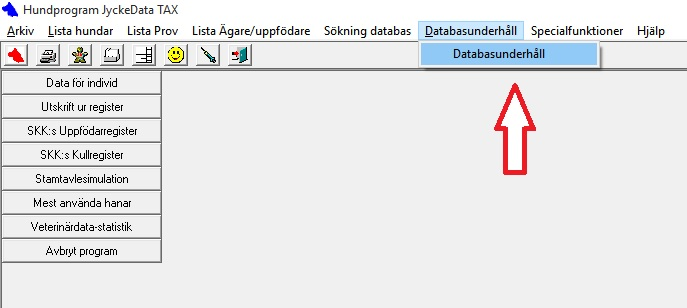 Hundprogram JyckeData TAX
Arkiv Lista hundar Lista Prov Lista Ägare/uppfödare Sökning databas Databasunderhåll Specialfunktioner Hjälp
Databasunderhåll
Data för individ
Utskrift ur register
SKK:s Uppfödarregister
SKK:s Kullregister
Stamtavlesimulation
Mest använda hanar
Veterinärdata-statistik
Avbryt program